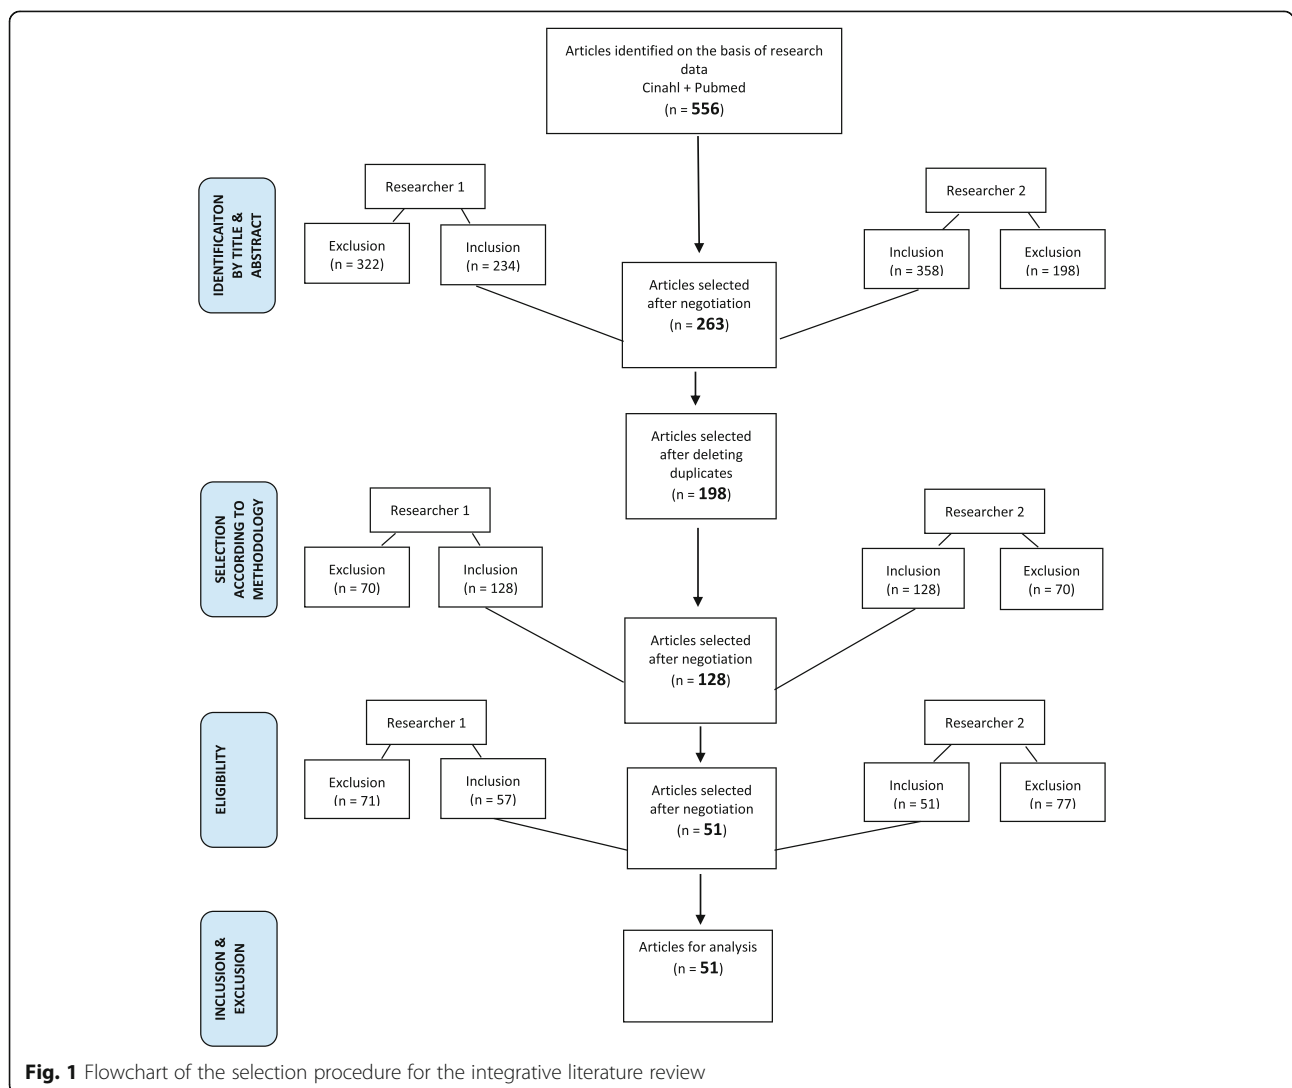 Articles identified on the basis of research
data
Cinahl + Pubmed
(n = 556)
IDENTIFICAITON
BY TITLE &
ABSTRACT
Researcher 1
Exclusion
(n = 322)
Inclusion
(n = 234)
Articles selected
after negotiation
(n = 263)
Researcher 2
Inclusion
(n = 358)
Exclusion
(n = 198)
Articles selected
after deleting
duplicates
(n = 198)
SELECTION
ACCORDING TO
METHODOLOGY
Researcher 1
Exclusion
(n = 70)
Inclusion
(n = 128)
Researcher 2
Inclusion
(n = 128)
Exclusion
(n = 70)
Articles selected
after negotiation
(n = 128)
ELIGIBILITY
Researcher 1
Exclusion
(n = 71)
Inclusion
(n = 57)
Articles selected
after negotiation
(n = 51)
Researcher 2
Inclusion
(n = 51)
Exclusion
(n = 77)
INCLUSION &
EXCLUSION
Articles for analysis
(n = 51)
Fig. 1 Flowchart of the selection procedure for the integrative literature review